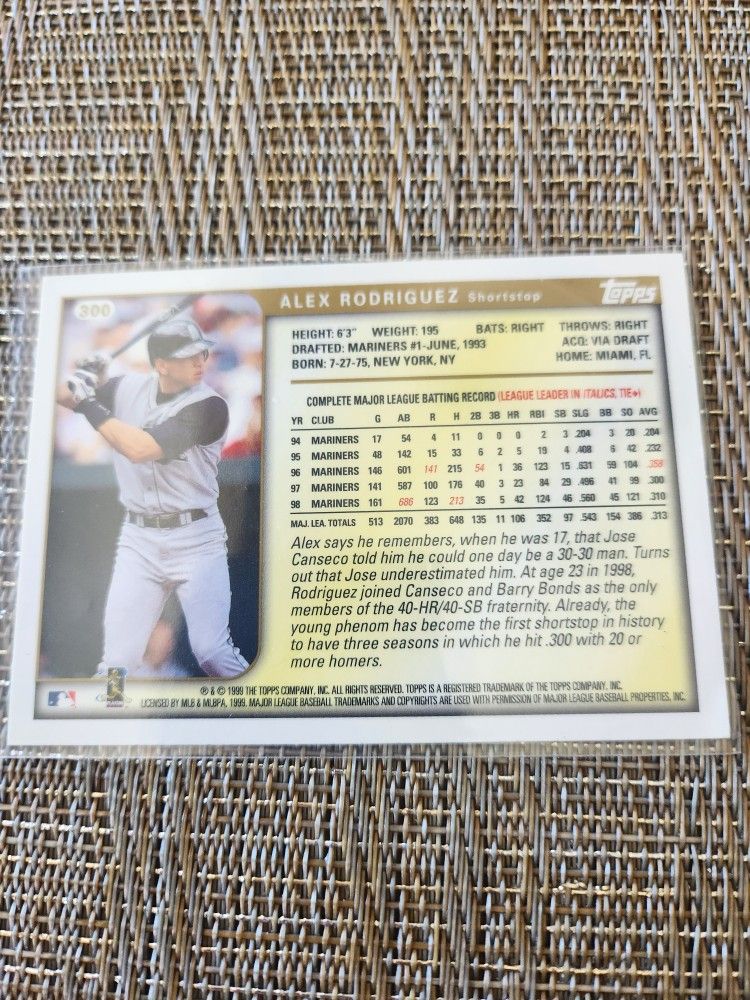 300
ALEX RODRIGUEZ Shortstop
TOPPS
HEIGHT: 6'3" WEIGHT: 195 BATS: RIGHT THROWS: RIGHT
DRAFTED: MARINERS #1-JUNE, 1993 ACQ: VIA DRAFT
BORN: 7-27-75, NEW YORK, NY HOME: MIAMI, FL
COMPLETE MAJOR LEAGUE BATTING RECORD (LEAGUE LEADER IN ITALICS, TIE♦)
YR CLUB G AB R H 2B 3B HR RBI SB SLG BB SO AVG
94 MARINERS 17 54 4 11 0 0 0 2 3 .204 3 20 .204
95 MARINERS 48 142 15 33 6 2 5 19 4 .408 6 42 .232
96 MARINERS 146 601 141 215 54 1 36 123 15 .631 59 104 .358
97 MARINERS 141 587 100 176 40 3 23 84 29 .496 41 99 .300
98 MARINERS 161 686 123 213 35 5 42 124 46 .560 45 121 .310
MAJ. LEA. TOTALS 513 2070 383 648 135 11 106 352 97 .543 154 386 .313
Alex says he remembers, when he was 17, that Jose
Canseco told him he could one day be a 30-30 man. Turns
out that Jose underestimated him. At age 23 in 1998,
Rodriguez joined Canseco and Barry Bonds as the only
members of the 40-HR/40-SB fraternity. Already, the
young phenom has become the first shortstop in history
to have three seasons in which he hit .300 with 20 or
more homers.
® & © 1999 THE TOPPS COMPANY, INC. ALL RIGHTS RESERVED. TOPPS IS A REGISTERED TRADEMARK OF THE TOPPS COMPANY, INC.
LICENSED BY MLB & MLBPA, 1999. MAJOR LEAGUE BASEBALL TRADEMARKS AND COPYRIGHTS ARE USED WITH PERMISSION OF MAJOR LEAGUE BASEBALL PROPERTIES, INC.